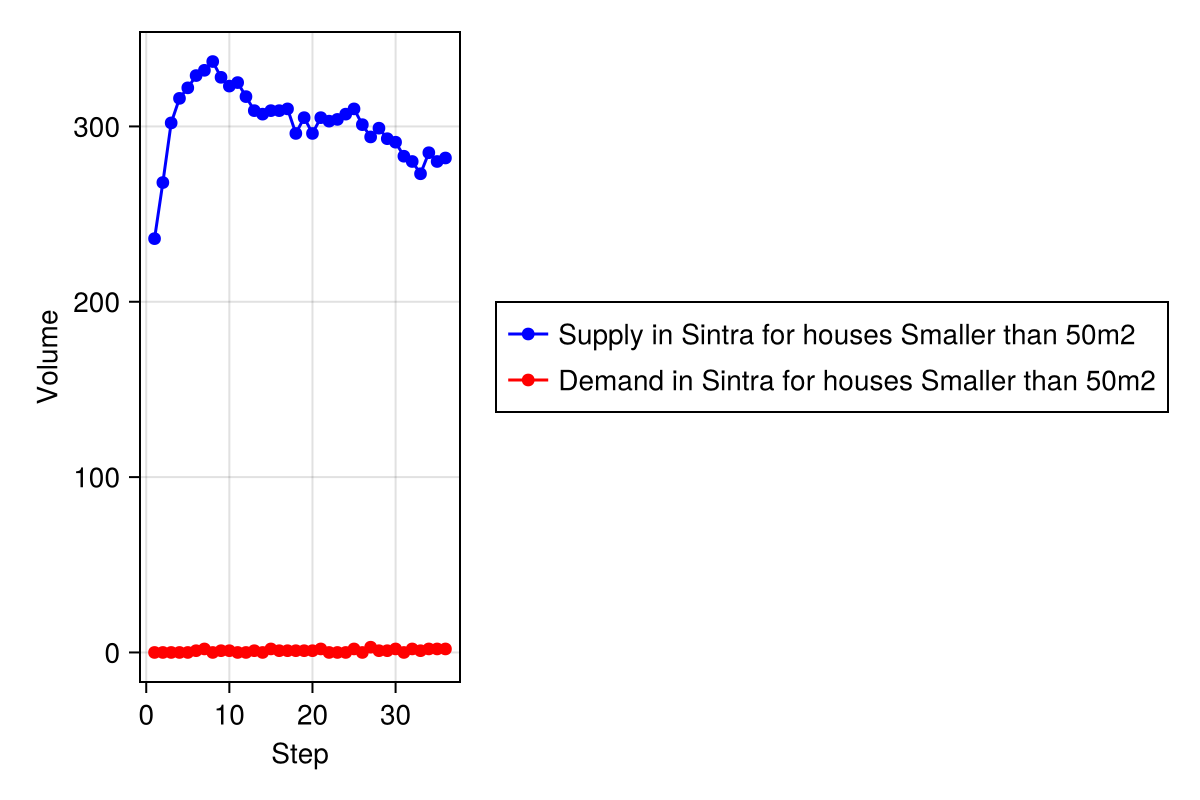 Volume
300
200
100
0
0 10 20 30
Step
Supply in Sintra for houses Smaller than 50m2
Demand in Sintra for houses Smaller than 50m2